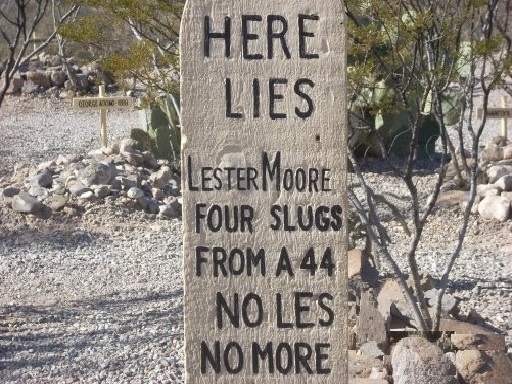 HERE
LIES
LESTER MOORE
FOUR SLUGS
FROM A 44
NO LES
NO MORE